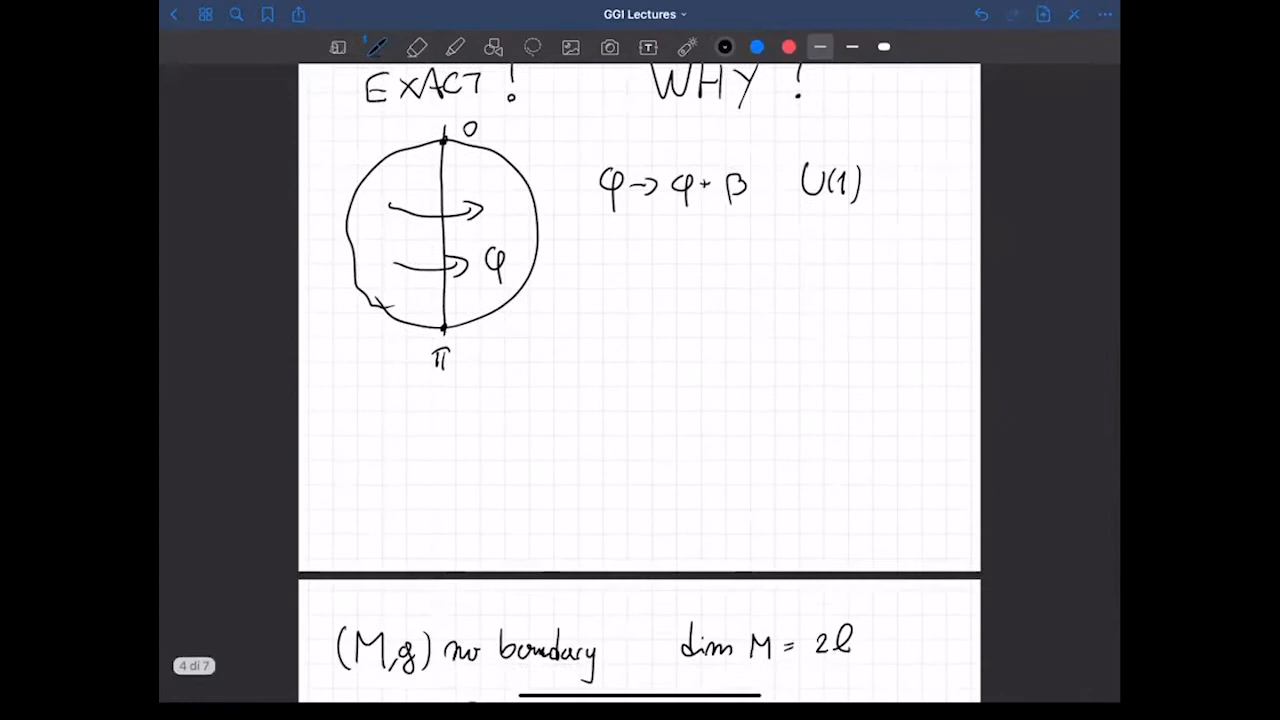 GGI Lectures
EXACT! WHY!
0
φ → φ + β U(1)
φ
π
(M,g) no boundary dim M = 2l
4 di 7